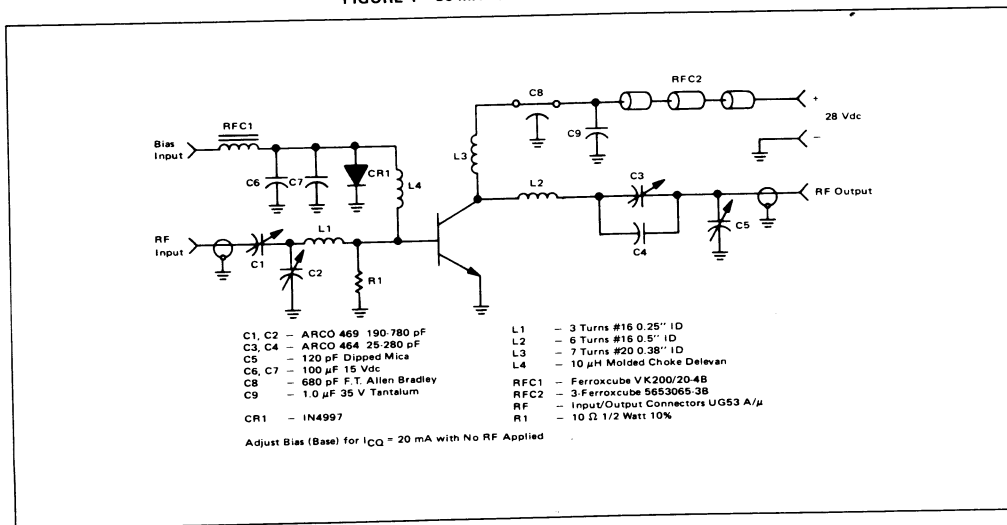 RFC2
C8
+
28 Vdc
−
C9
RFC1
Bias
Input
L3
CR1
C6
C7
L4
C3
L2
RF Output
RF
Input
L1
C4
C5
C1
C2
R1
C1, C2 – ARCO 469 190-780 pF
C3, C4 – ARCO 464 25-280 pF
C5 – 120 pF Dipped Mica
C6, C7 – 100 μF 15 Vdc
C8 – 680 pF F.T. Allen Bradley
C9 – 1.0 μF 35 V Tantalum
CR1 – IN4997
L1 – 3 Turns #16 0.25" ID
L2 – 6 Turns #16 0.5" ID
L3 – 7 Turns #20 0.38" ID
L4 – 10 μH Molded Choke Delevan
RFC1 – Ferroxcube VK200/20-4B
RFC2 – 3-Ferroxcube 5653065-3B
RF – Input/Output Connectors UG53 A/μ
R1 – 10 Ω 1/2 Watt 10%
Adjust Bias (Base) for ICQ = 20 mA with No RF Applied